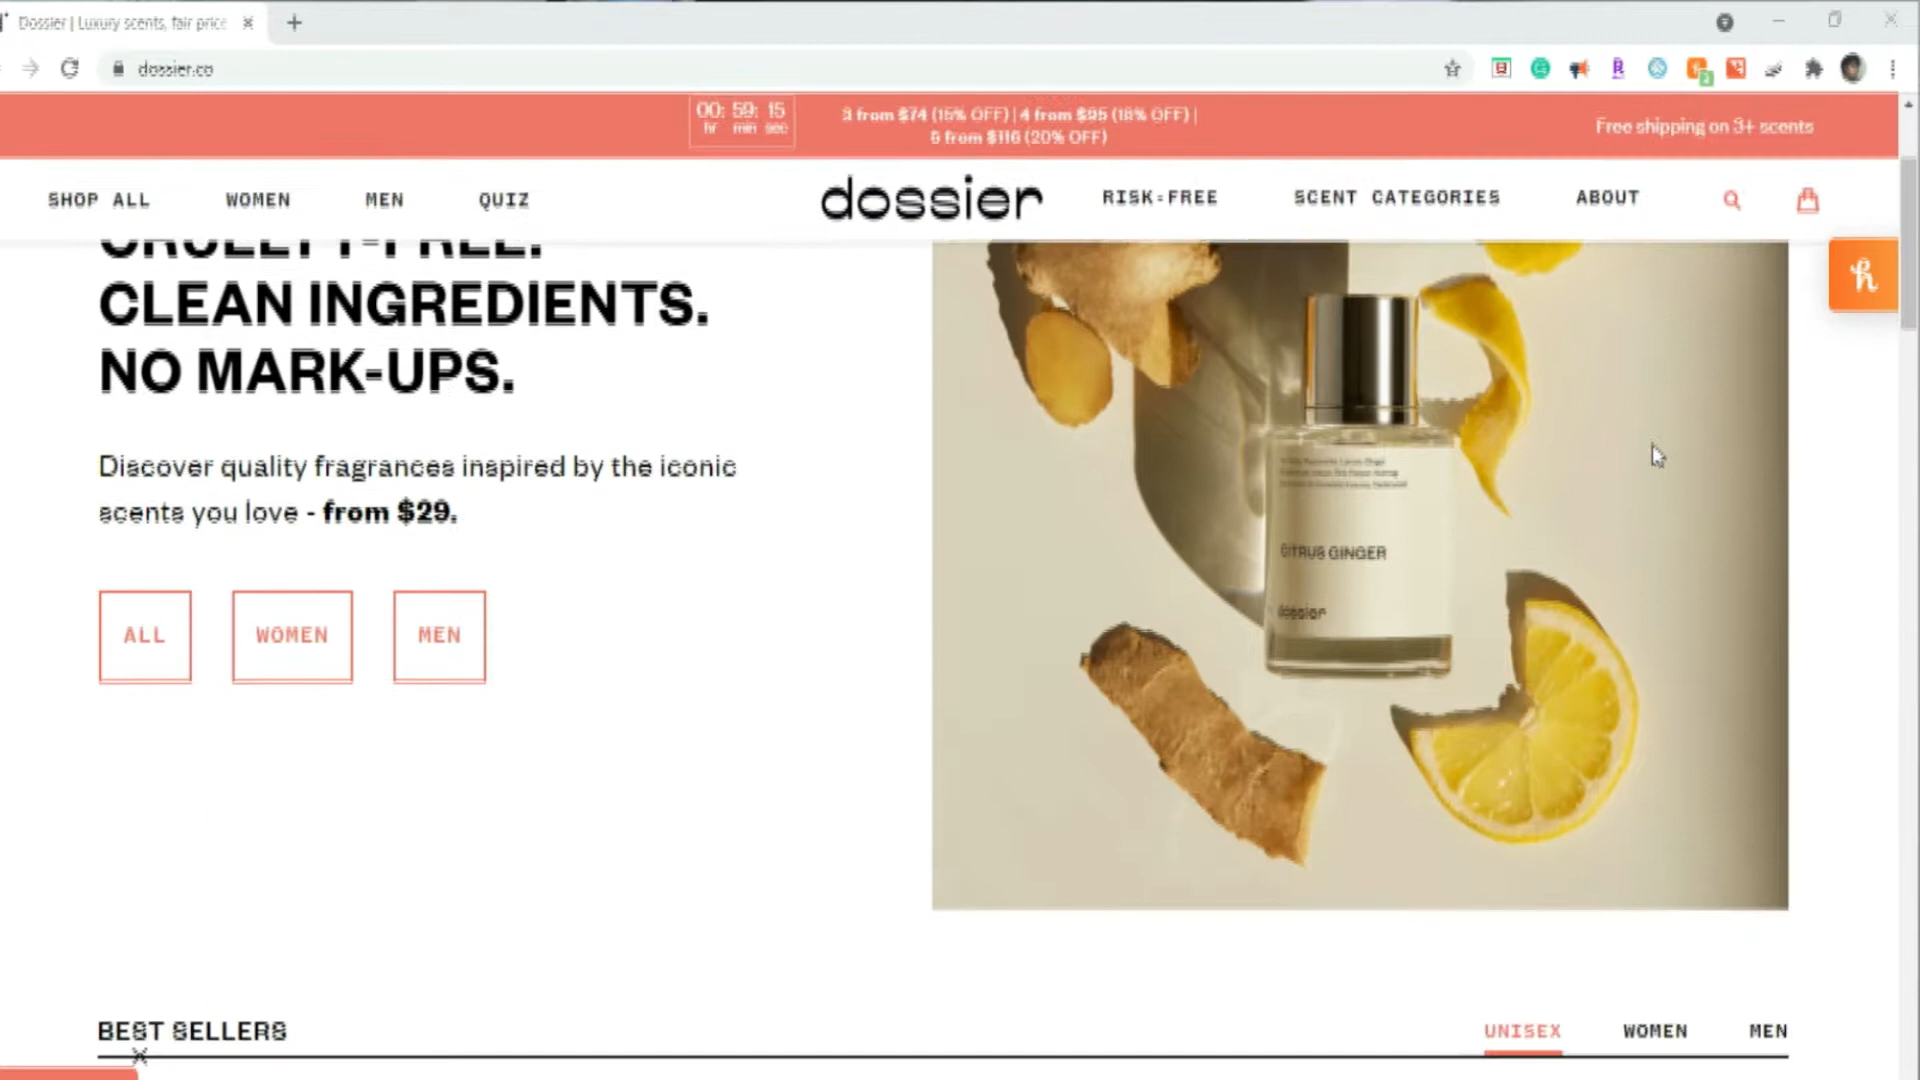 Dossier | Luxury scents, fair price
dossier.co
00: 59: 15
hr min sec
3 from $74 (15% OFF) | 4 from $95 (18% OFF) |
5 from $116 (20% OFF)
Free shipping on 3+ scents
SHOP ALL
WOMEN
MEN
QUIZ
dossier
RISK-FREE
SCENT CATEGORIES
ABOUT
CRUELTY-FREE.
CLEAN INGREDIENTS.
NO MARK-UPS.
Discover quality fragrances inspired by the iconic
scents you love - from $29.
ALL
WOMEN
MEN
CITRUS GINGER
dossier
BEST SELLERS
UNISEX
WOMEN
MEN